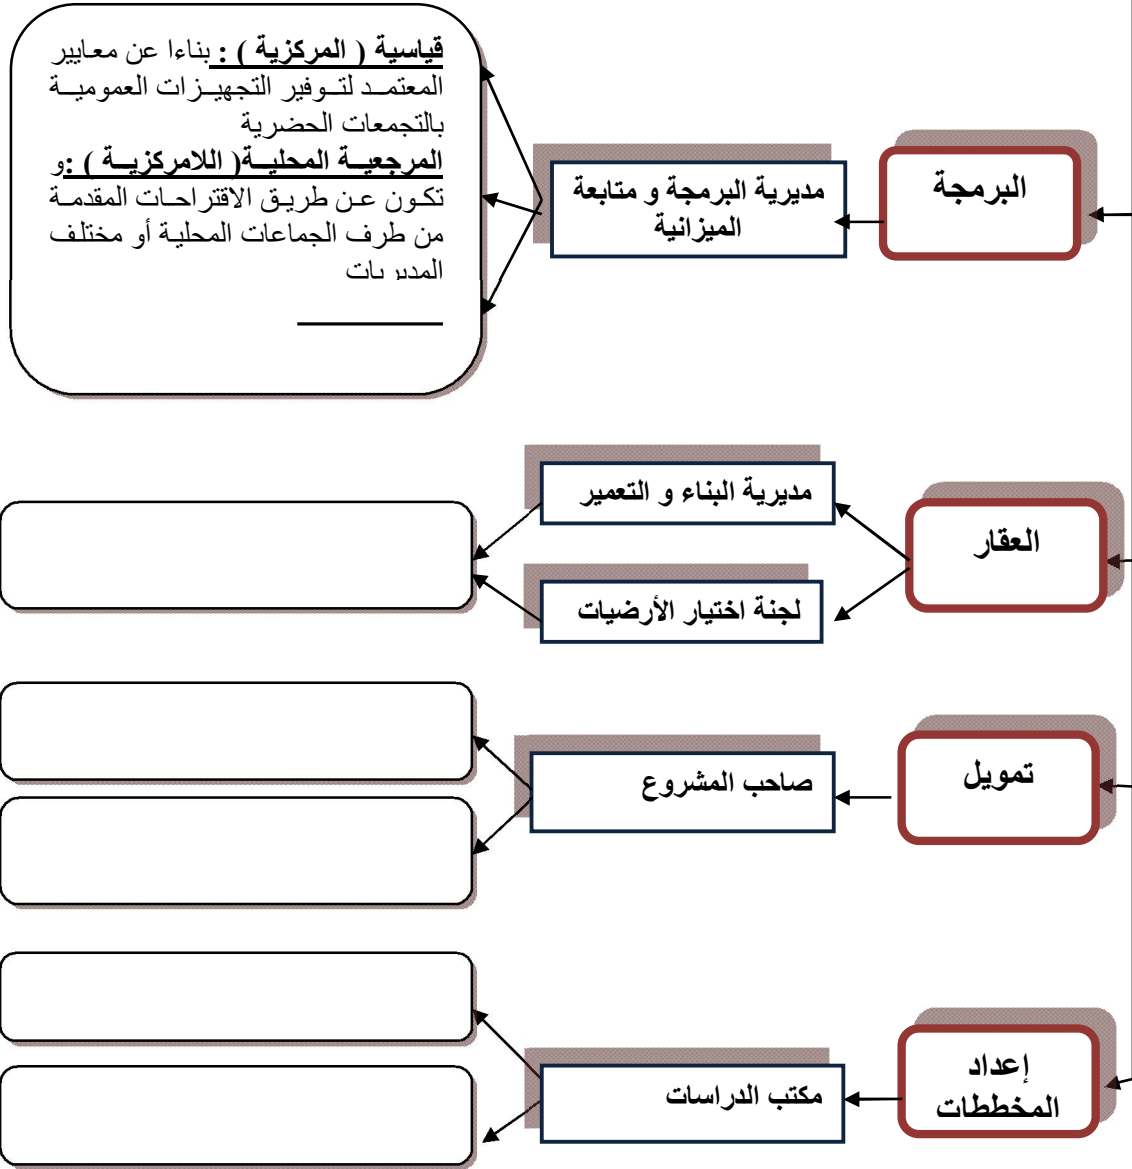 البرمجة
مديرية البرمجة و متابعة
الميزانية
قياسية ( المركزية ) : بناءا عن معايير
المعتمد لتوفير التجهيزات العمومية
بالتجمعات الحضرية
المرجعية المحلية( اللامركزية ) :و
تكون عن طريق الاقتراحات المقدمة
من طرف الجماعات المحلية أو مختلف
المديريات
العقار
مديرية البناء و التعمير
لجنة اختيار الأرضيات
تمويل
صاحب المشروع
إعداد
المخططات
مكتب الدراسات